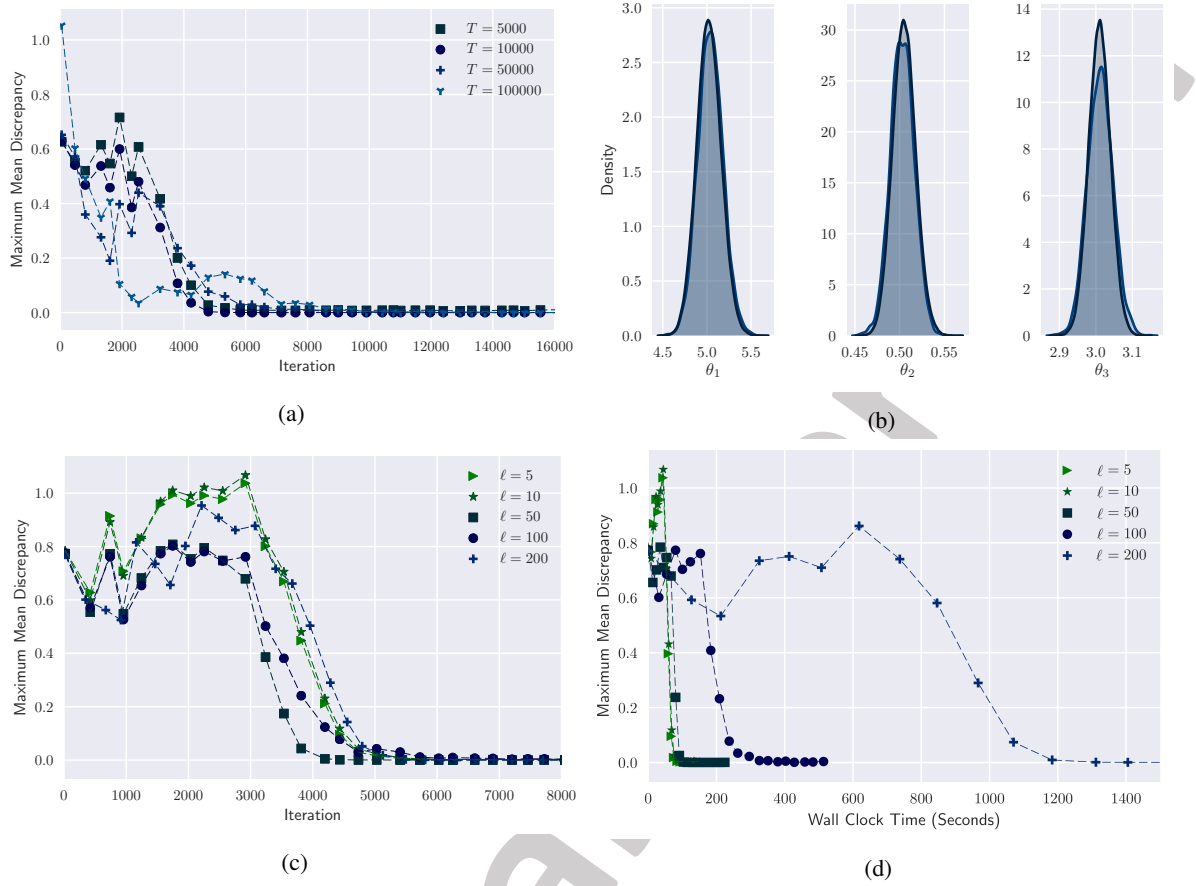 1.0
0.8
0.6
0.4
0.2
0.0
Maximum Mean Discrepancy
0 2000 4000 6000 8000 10000 12000 14000 16000
Iteration
T = 5000
T = 10000
T = 50000
T = 100000
(a)
3.0
2.5
2.0
1.5
1.0
0.5
0.0
Density
4.5 5.0 5.5
θ1
30
25
20
15
10
5
0
0.45 0.50 0.55
θ2
14
12
10
8
6
4
2
0
2.9 3.0 3.1
θ3
(b)
1.0
0.8
0.6
0.4
0.2
0.0
Maximum Mean Discrepancy
0 1000 2000 3000 4000 5000 6000 7000 8000
Iteration
ℓ = 5
ℓ = 10
ℓ = 50
ℓ = 100
ℓ = 200
(c)
1.0
0.8
0.6
0.4
0.2
0.0
Maximum Mean Discrepancy
0 200 400 600 800 1000 1200 1400
Wall Clock Time (Seconds)
ℓ = 5
ℓ = 10
ℓ = 50
ℓ = 100
ℓ = 200
(d)